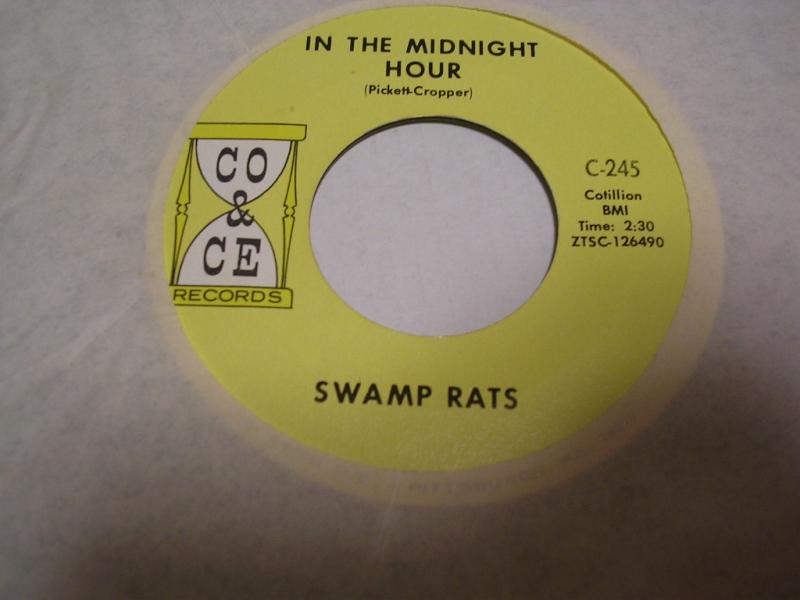 IN THE MIDNIGHT
HOUR
(Pickett-Cropper)
CO
&
CE
RECORDS
C-245
Cotillion
BMI
Time: 2:30
ZTSC-126490
SWAMP RATS